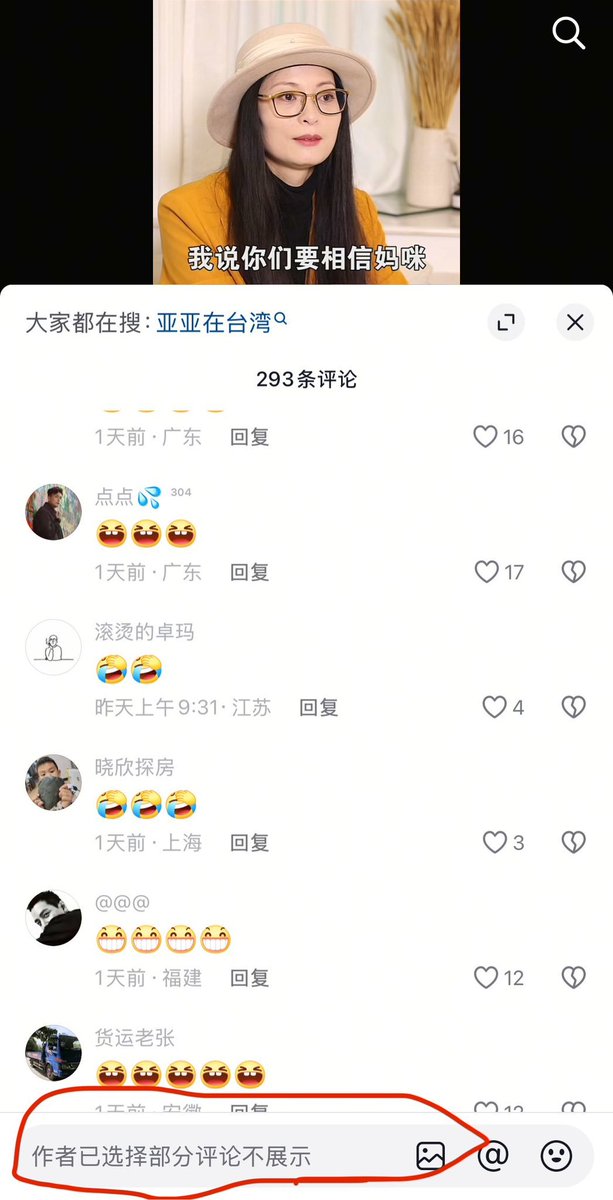 我说你们要相信妈咪
大家都在搜:亚亚在台湾
293条评论
1天前·广东 回复 16
点点 304
1天前·广东 回复 17
滚烫的卓玛
昨天上午9:31·江苏 回复 4
晓欣探房
1天前·上海 回复 3
@@@
1天前·福建 回复 12
货运老张
1天前·安徽 回复 12
作者已选择部分评论不展示 @